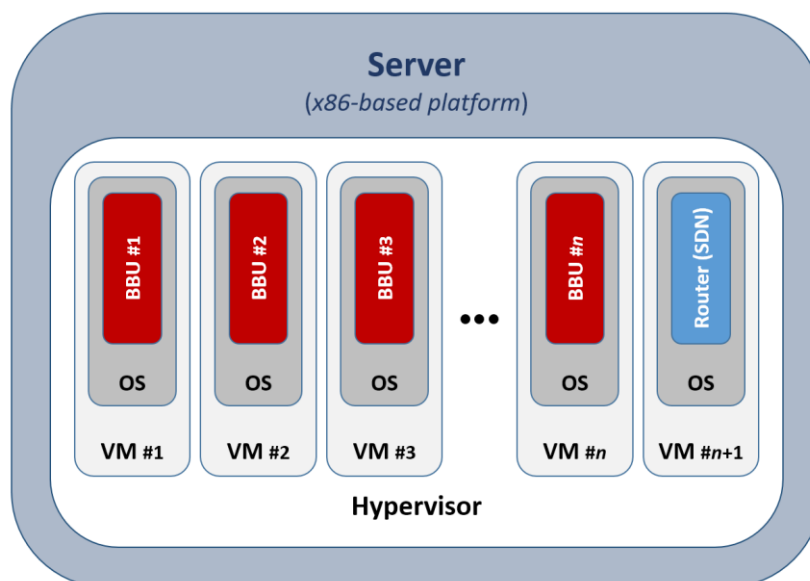 Server
(x86-based platform)
BBU #1
BBU #2
BBU #3
•••
BBU #n
Router (SDN)
OS
OS
OS
OS
OS
VM #1
VM #2
VM #3
VM #n
VM #n+1
Hypervisor